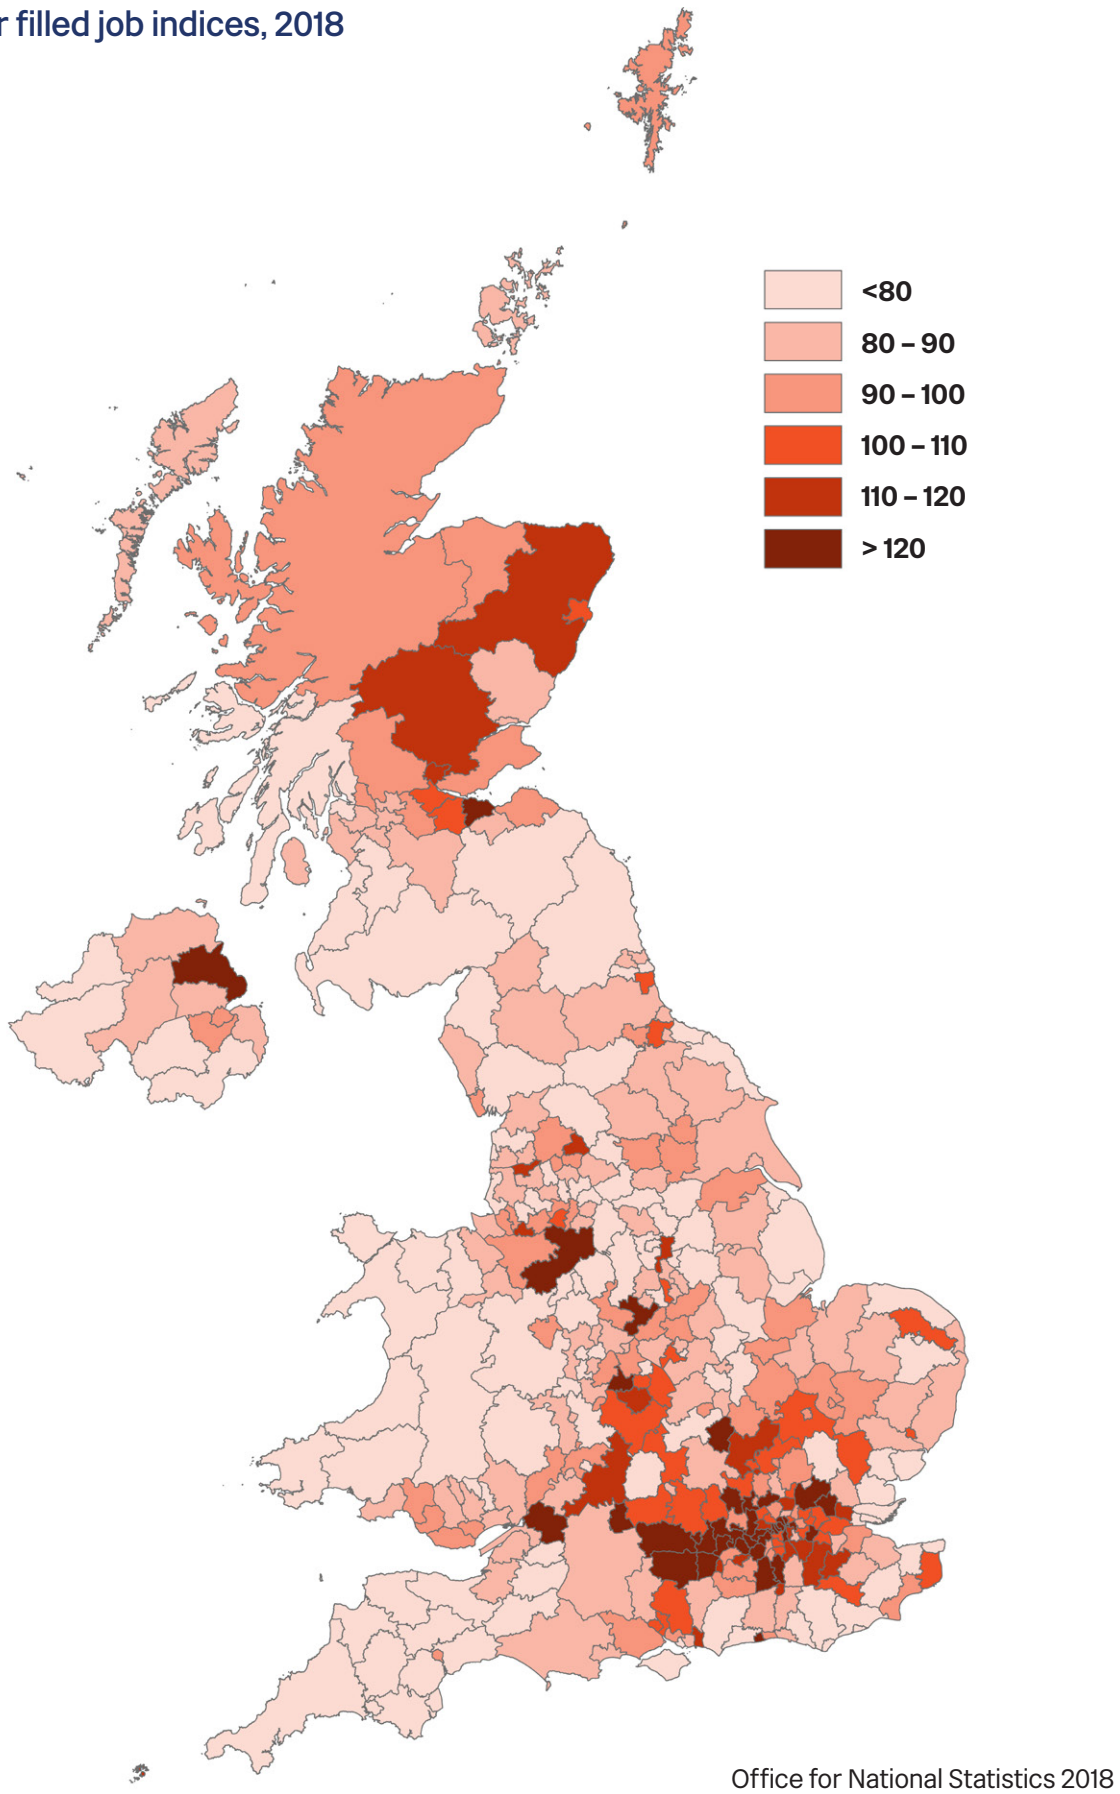 filled job indices, 2018
<80
80 – 90
90 – 100
100 – 110
110 – 120
> 120
Office for National Statistics 2018